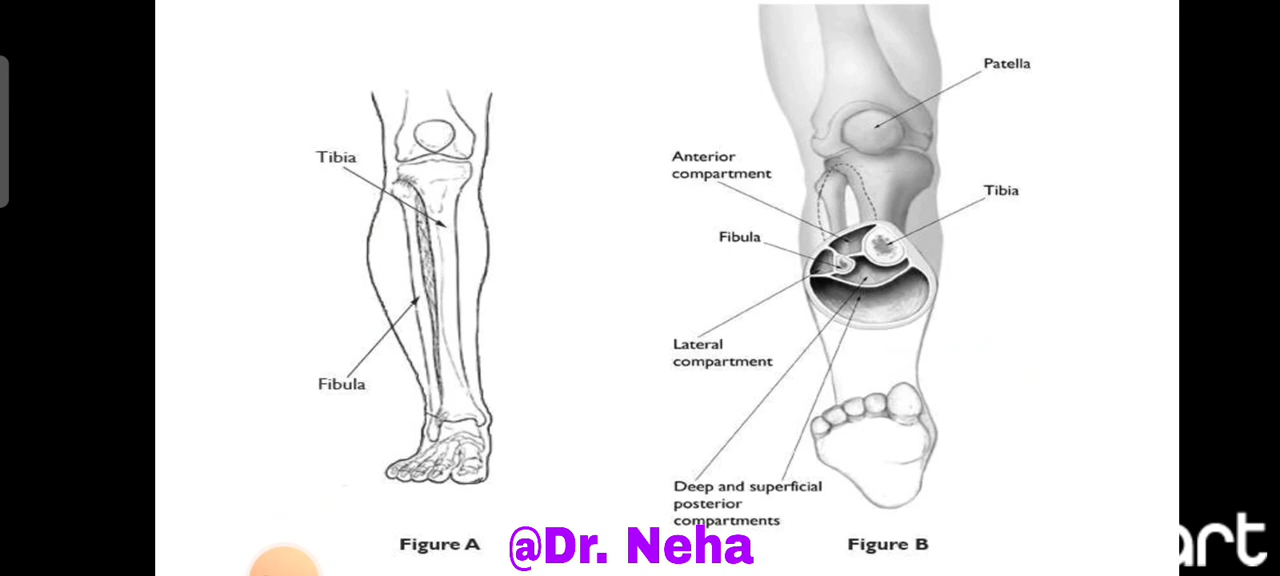 Tibia
Fibula
Figure A
Patella
Anterior
compartment
Tibia
Fibula
Lateral
compartment
Deep and superficial
posterior
compartments
Figure B
@Dr. Neha
art